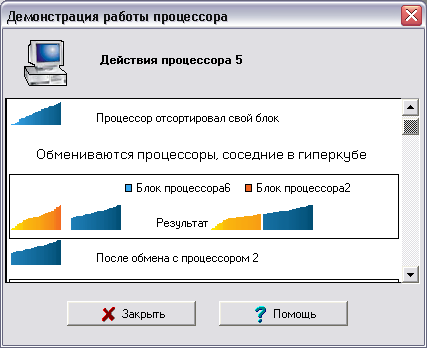 Демонстрация работы процессора
Действия процессора 5
Процессор отсортировал свой блок
Обмениваются процессоры, соседние в гиперкубе
Блок процессора6 Блок процессора2
Результат
После обмена с процессором 2
Закрыть ? Помощь